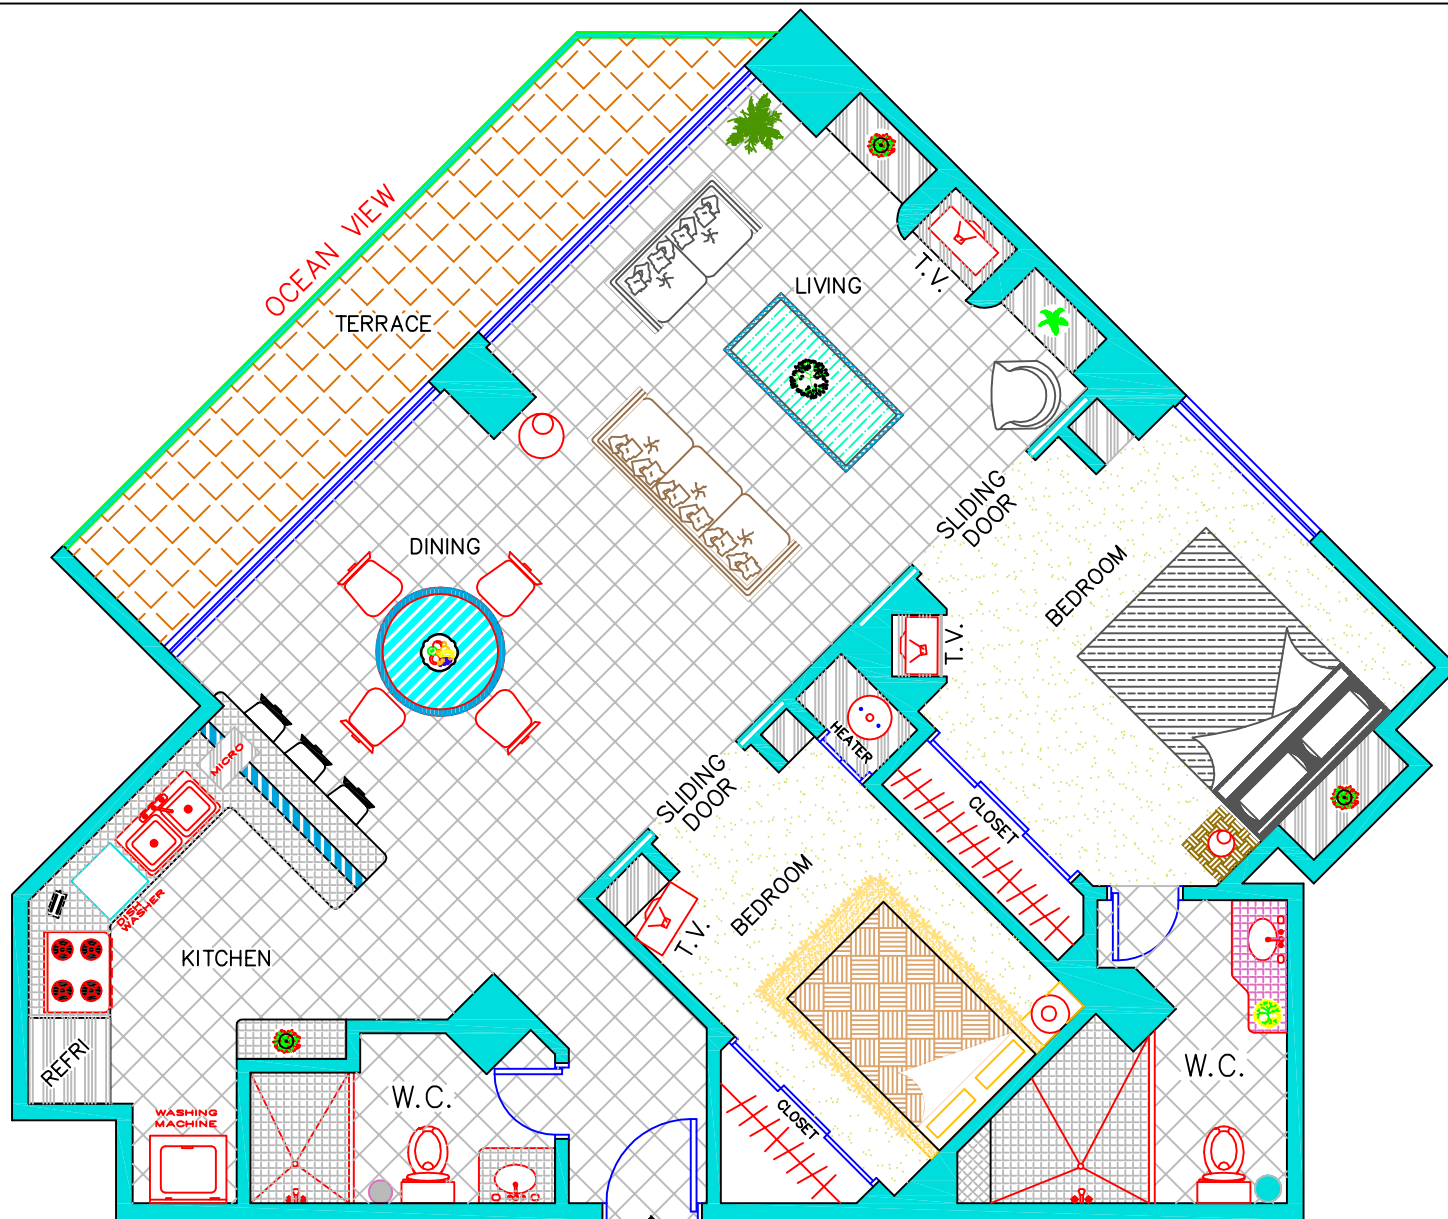 OCEAN VIEW
TERRACE
LIVING
T.V.
SLIDING
DOOR
DINING
BEDROOM
T.V.
HEATER
MICRO
SLIDING
DOOR
CLOSET
BEDROOM
T.V.
DISH
WASHER
KITCHEN
REFRI
W.C.
W.C.
WASHING
MACHINE
CLOSET